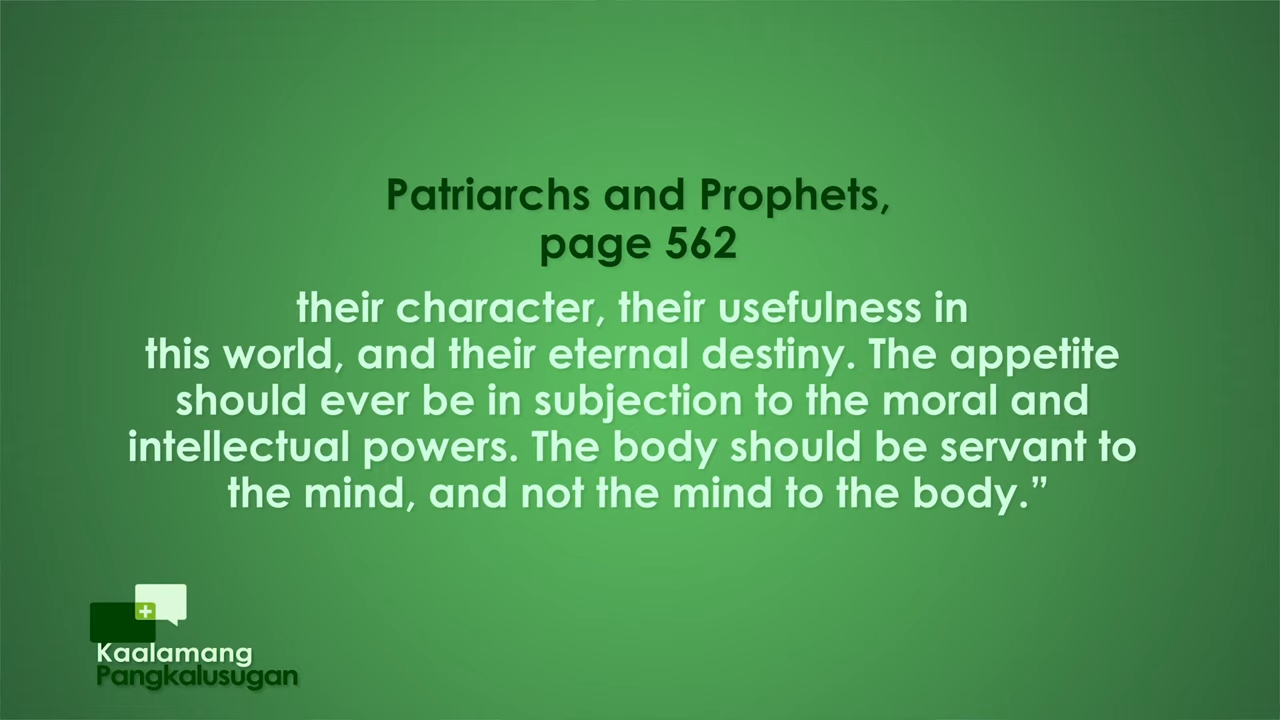 Patriarchs and Prophets,
page 562
their character, their usefulness in
this world, and their eternal destiny. The appetite
should ever be in subjection to the moral and
intellectual powers. The body should be servant to
the mind, and not the mind to the body.”
Kaalamang
Pangkalusugan